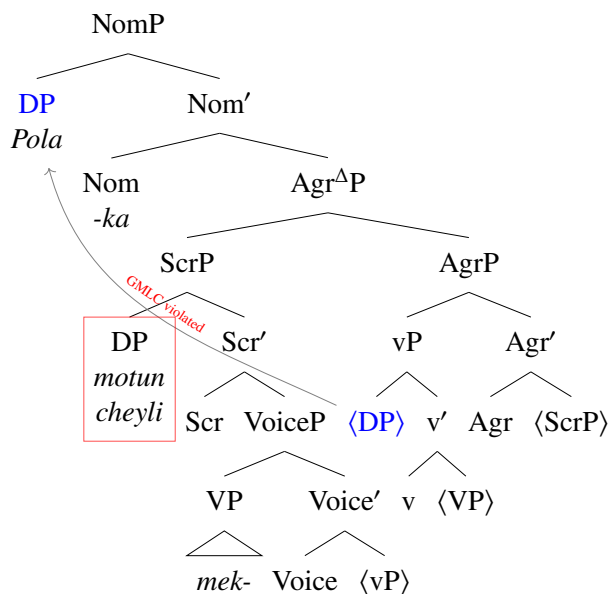 NomP
DP Nom′
Pola
Nom Agr^ΔP
-ka
ScrP AgrP
GMLC violated
DP Scr′ vP Agr′
motun
cheyli Scr VoiceP ⟨DP⟩ v′ Agr ⟨ScrP⟩
VP Voice′ v ⟨VP⟩
mek- Voice ⟨vP⟩